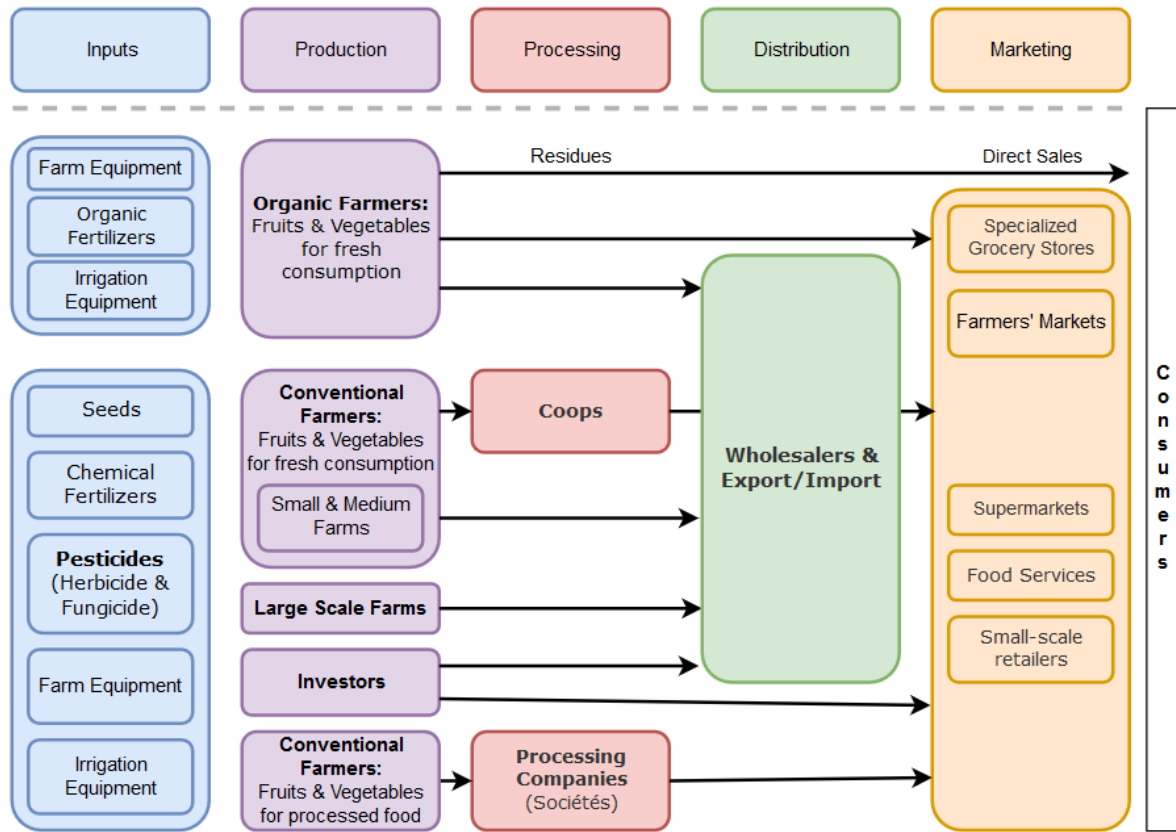 Inputs
Production
Processing
Distribution
Marketing
Farm Equipment
Organic
Fertilizers
Irrigation
Equipment
Organic Farmers:
Fruits & Vegetables
for fresh
consumption
Residues
Direct Sales
Specialized
Grocery Stores
Farmers' Markets
Seeds
Chemical
Fertilizers
Pesticides
(Herbicide &
Fungicide)
Farm Equipment
Irrigation
Equipment
Conventional
Farmers:
Fruits & Vegetables
for fresh consumption
Small & Medium
Farms
Large Scale Farms
Investors
Conventional
Farmers:
Fruits & Vegetables
for processed food
Coops
Processing
Companies
(Sociétés)
Wholesalers &
Export/Import
Supermarkets
Food Services
Small-scale
retailers
Consumers